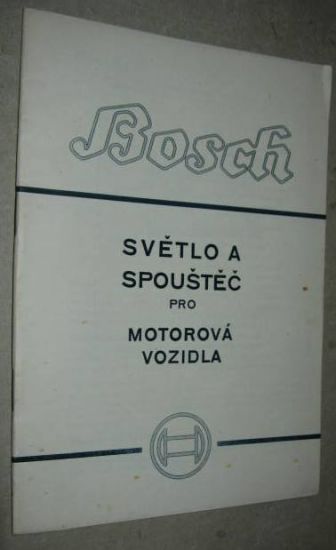 Bosch
SVĚTLO A
SPOUŠTĚČ
PRO
MOTOROVÁ
VOZIDLA